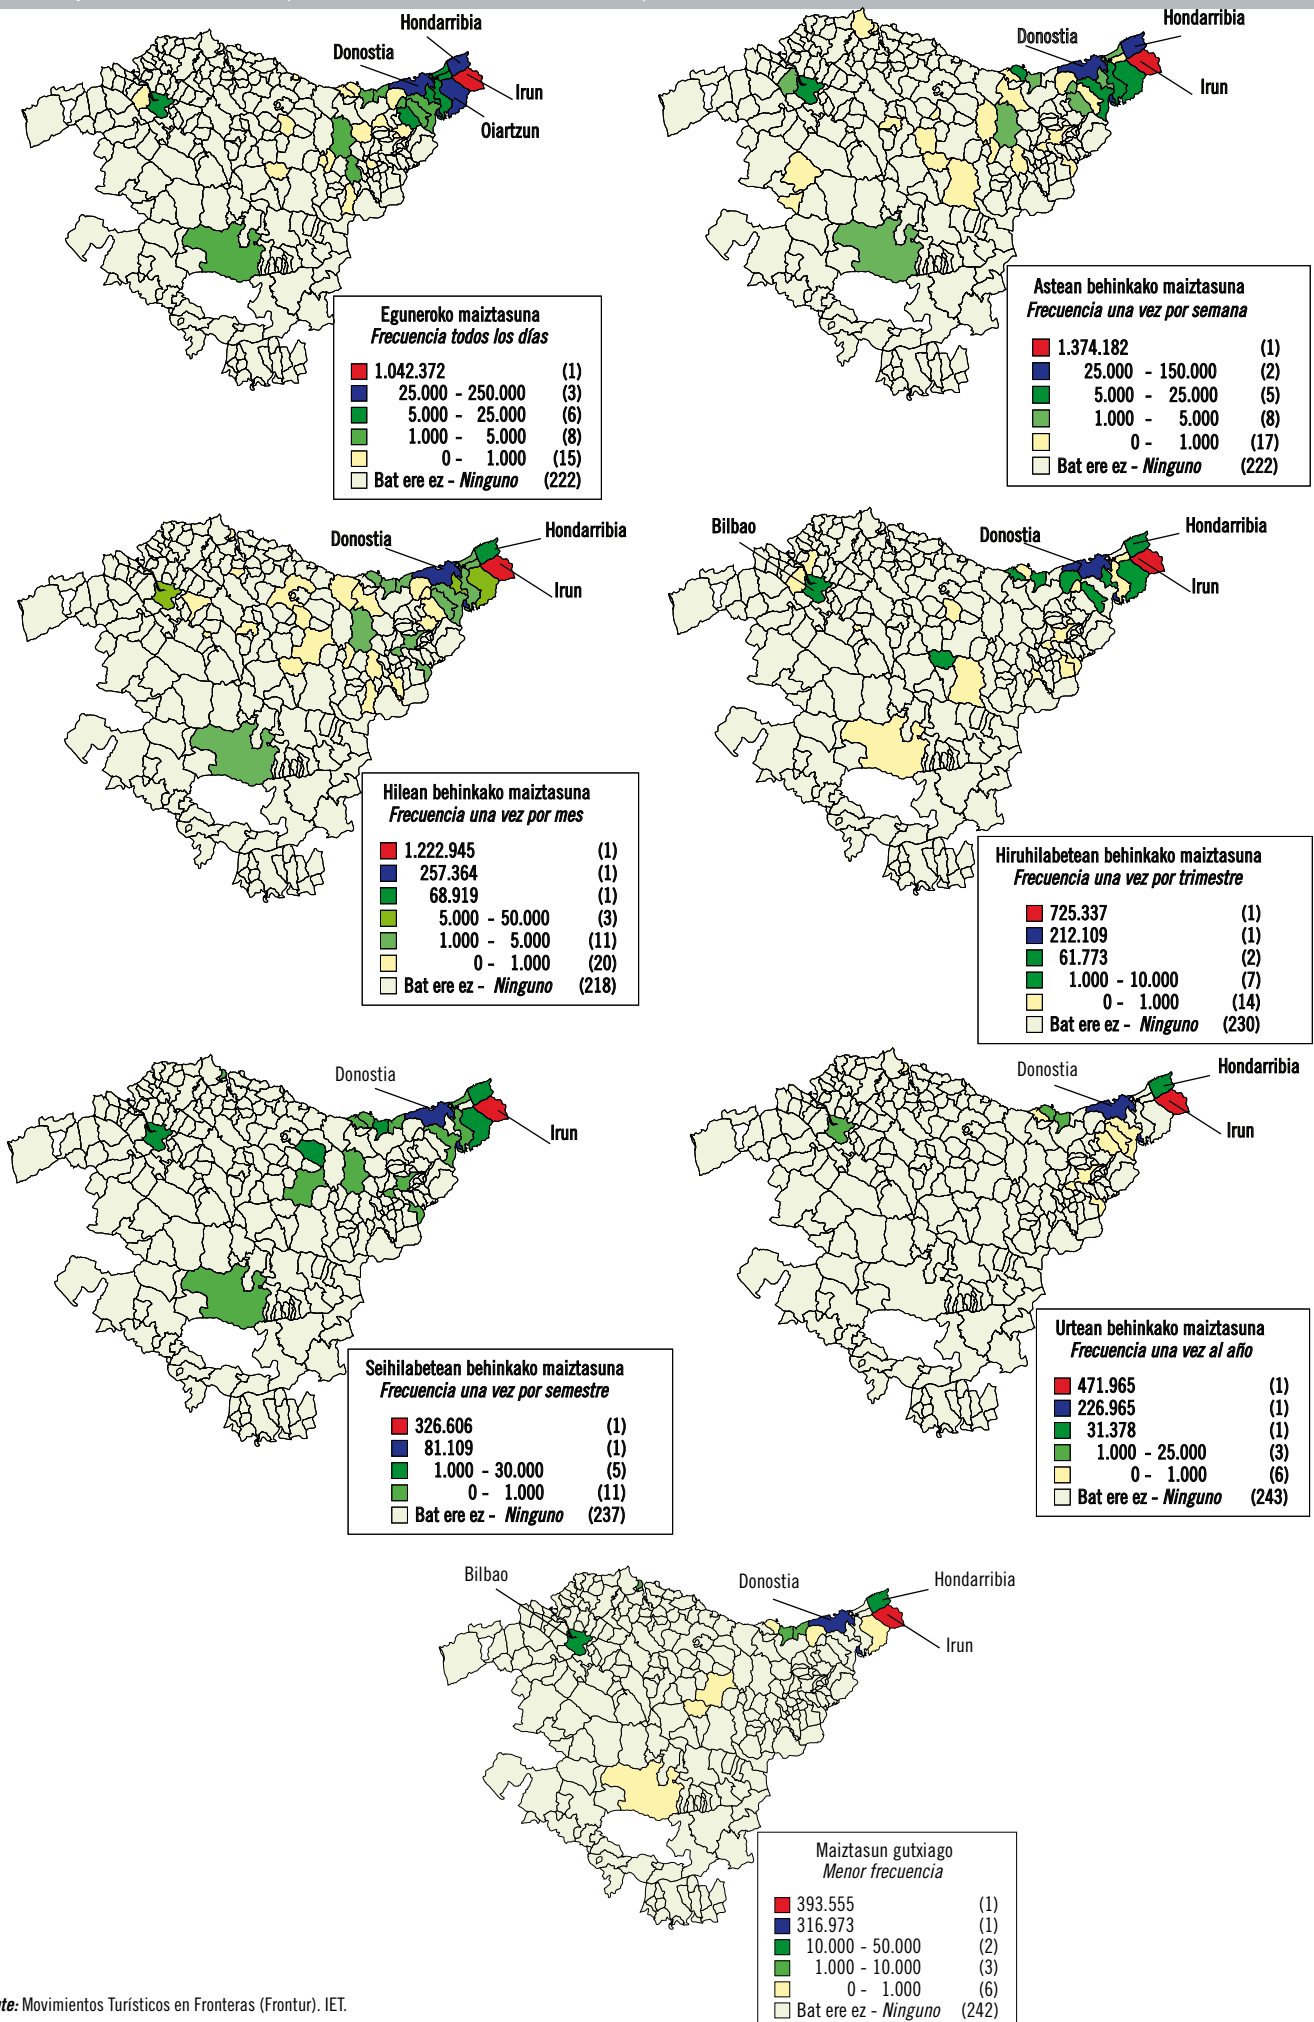 Hondarribia
Donostia
Irun
Oiartzun
Eguneroko maiztasuna
Frecuencia todos los días
1.042.372 (1)
25.000 - 250.000 (3)
5.000 - 25.000 (6)
1.000 - 5.000 (8)
0 - 1.000 (15)
Bat ere ez - Ninguno (222)
Hondarribia
Donostia
Irun
Astean behinkako maiztasuna
Frecuencia una vez por semana
1.374.182 (1)
25.000 - 150.000 (2)
5.000 - 25.000 (5)
1.000 - 5.000 (8)
0 - 1.000 (17)
Bat ere ez - Ninguno (222)
Hondarribia
Donostia
Irun
Hilean behinkako maiztasuna
Frecuencia una vez por mes
1.222.945 (1)
257.364 (1)
68.919 (1)
5.000 - 50.000 (3)
1.000 - 5.000 (11)
0 - 1.000 (20)
Bat ere ez - Ninguno (218)
Bilbao
Hondarribia
Donostia
Irun
Hiruhilabetean behinkako maiztasuna
Frecuencia una vez por trimestre
725.337 (1)
212.109 (1)
61.773 (2)
1.000 - 10.000 (7)
0 - 1.000 (14)
Bat ere ez - Ninguno (230)
Donostia
Irun
Seihilabetean behinkako maiztasuna
Frecuencia una vez por semestre
326.606 (1)
81.109 (1)
1.000 - 30.000 (5)
0 - 1.000 (11)
Bat ere ez - Ninguno (237)
Hondarribia
Donostia
Irun
Urtean behinkako maiztasuna
Frecuencia una vez al año
471.965 (1)
226.965 (1)
31.378 (1)
1.000 - 25.000 (3)
0 - 1.000 (6)
Bat ere ez - Ninguno (243)
Bilbao
Donostia
Hondarribia
Irun
Maiztasun gutxiago
Menor frecuencia
393.555 (1)
316.973 (1)
10.000 - 50.000 (2)
1.000 - 10.000 (3)
0 - 1.000 (6)
Bat ere ez - Ninguno (242)
te: Movimientos Turísticos en Fronteras (Frontur). IET.